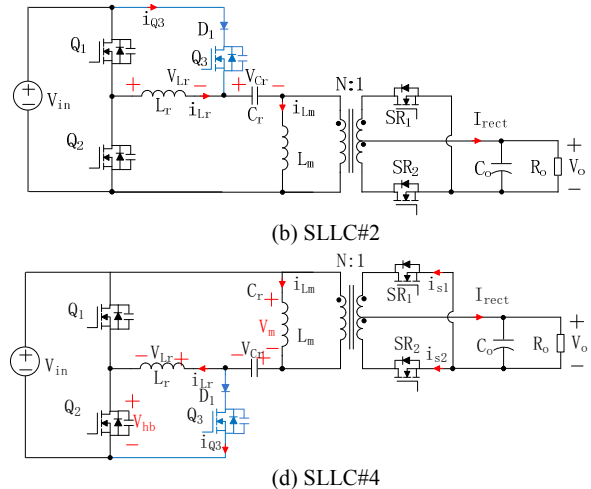 iQ3
D1
Q1
Q3
VLr
VCr
N:1
SR1
Irect
Vin
Lr
iLr
Cr
iLm
Q2
Lm
SR2
Co
Ro
Vo
(b) SLLC#2
N:1
Cr
iLm
SR1
is1
Irect
Q1
Vm
Lm
VLr
VCr
SR2
Co
Ro
Vo
Vin
Lr
iLr
is2
D1
Q2
Vhb
Q3
iQ3
(d) SLLC#4